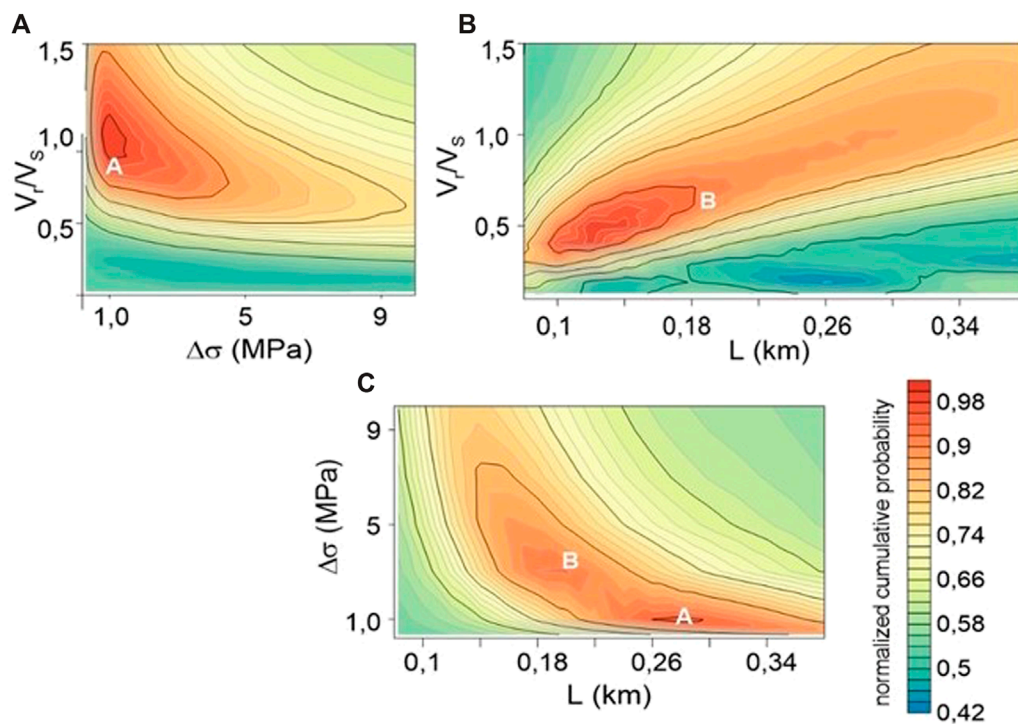 A
B
1,5
1,0
0,5
Vr/Vs
A
1,0
5
9
Δσ (MPa)
1,5
1,0
0,5
Vr/Vs
B
0,1
0,18
0,26
0,34
L (km)
C
9
5
1,0
Δσ (MPa)
B
A
0,1
0,18
0,26
0,34
L (km)
normalized cumulative probability
0,98
0,9
0,82
0,74
0,66
0,58
0,5
0,42